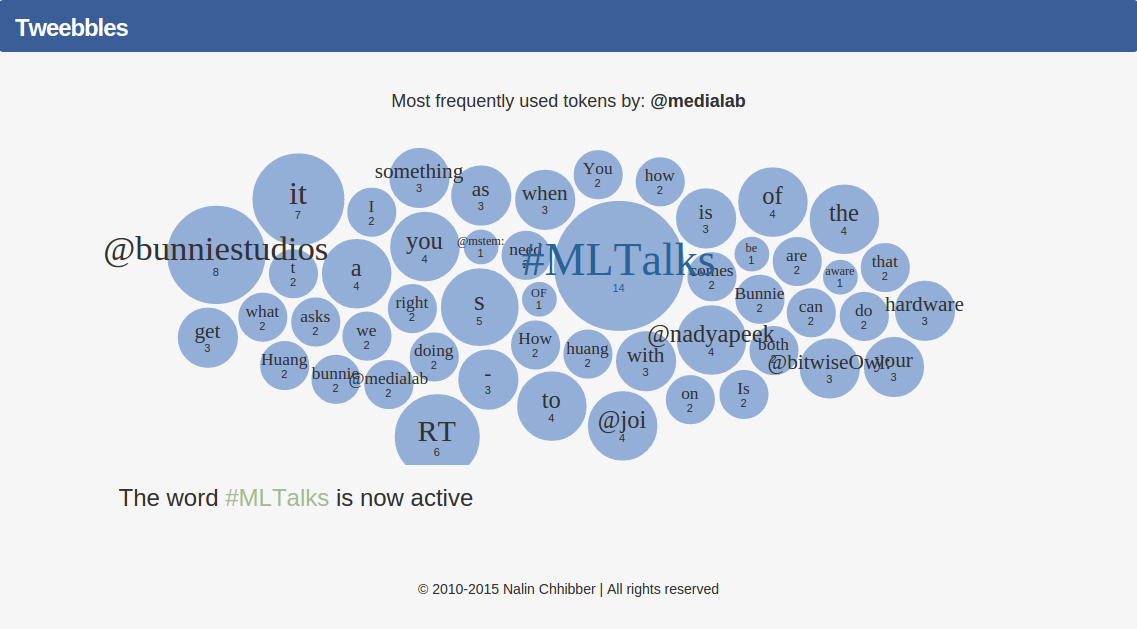 Tweebbles
Most frequently used tokens by: @medialab
something
3
You
2
how
2
it
7
I
2
as
3
when
3
is
3
of
4
the
4
@bunniestudios
8
t
2
a
4
you
4
@mstem:
1
need
2
#MLTalks
14
comes
2
be
1
are
2
aware
1
that
2
get
3
what
2
asks
2
we
2
right
2
s
5
OF
1
Bunnie
2
can
2
do
2
hardware
3
Huang
2
bunnie
2
@medialab
2
doing
2
-
3
How
2
huang
2
with
3
@nadyapeek
4
both
2
@bitwiseOwl:
3
your
3
RT
6
to
4
@joi
4
on
2
Is
2
The word #MLTalks is now active
© 2010-2015 Nalin Chhibber | All rights reserved